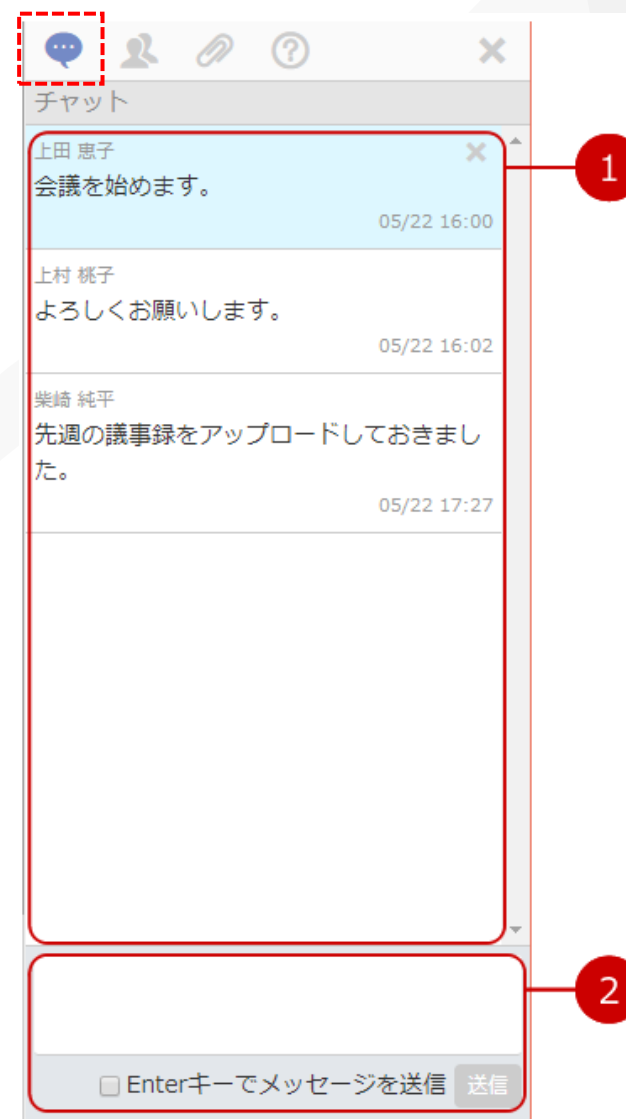 チャット
上田 恵子
会議を始めます。
05/22 16:00
1
上村 桃子
よろしくお願いします。
05/22 16:02
柴崎 純平
先週の議事録をアップロードしておきまし
た。
05/22 17:27
2
Enterキーでメッセージを送信 送信